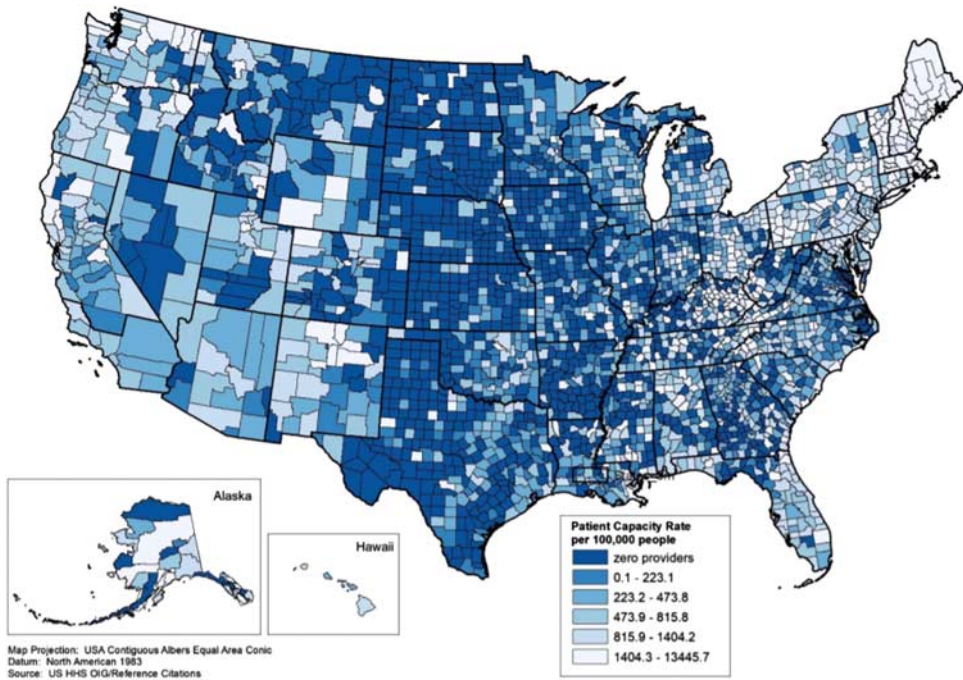 Alaska
Hawaii
Patient Capacity Rate
per 100,000 people
zero providers
0.1 - 223.1
223.2 - 473.8
473.9 - 815.8
815.9 - 1404.2
1404.3 - 13445.7
Map Projection: USA Contiguous Albers Equal Area Conic
Datum: North American 1983
Source: US HHS OIG/Reference Citations